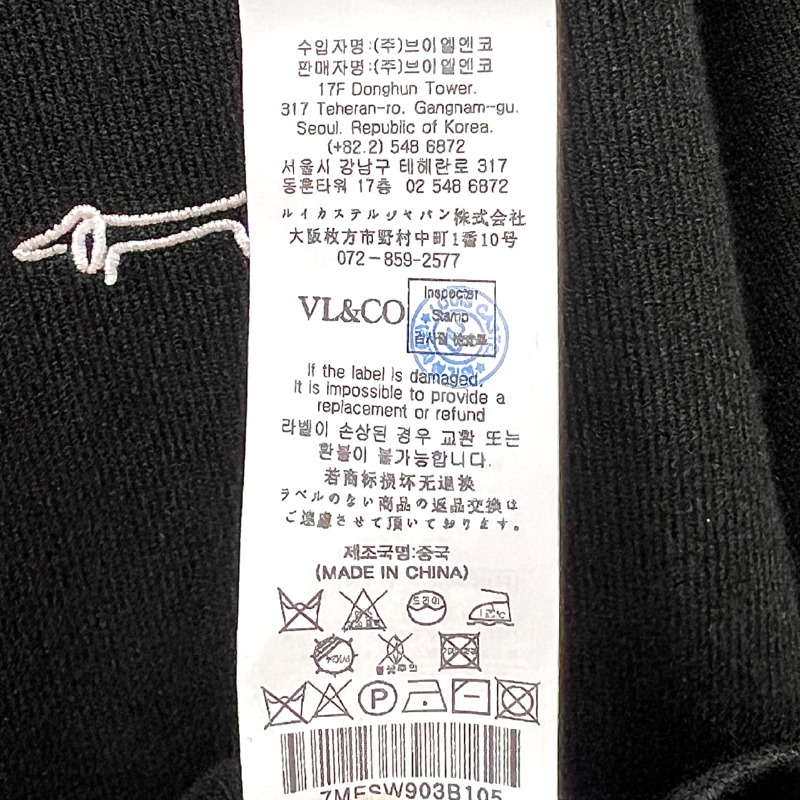 수입자명:(주)브이엘엔코
판매자명:(주)브이엘엔코
17F Donghun Tower.
317 Teheran-ro. Gangnam-gu.
Seoul. Republic of Korea.
(+82.2) 548 6872
서울시 강남구 테헤란로 317
동훈타워 17층 02 548 6872
ルイカステルジャパン株式会社
大阪枚方市野村中町1番10号
072-859-2577
VL&CO
Inspector
Stamp
검사필
If the label is damaged,
It is impossible to provide a
replacement or refund
라벨이 손상된 경우 교환 또는
환불이 불가능합니다.
若商标损坏无退换
ラベルのない商品の返品交換は
ご遠慮させて頂いております。
제조국명:중국
(MADE IN CHINA)
드라이
P
7MESW903B105